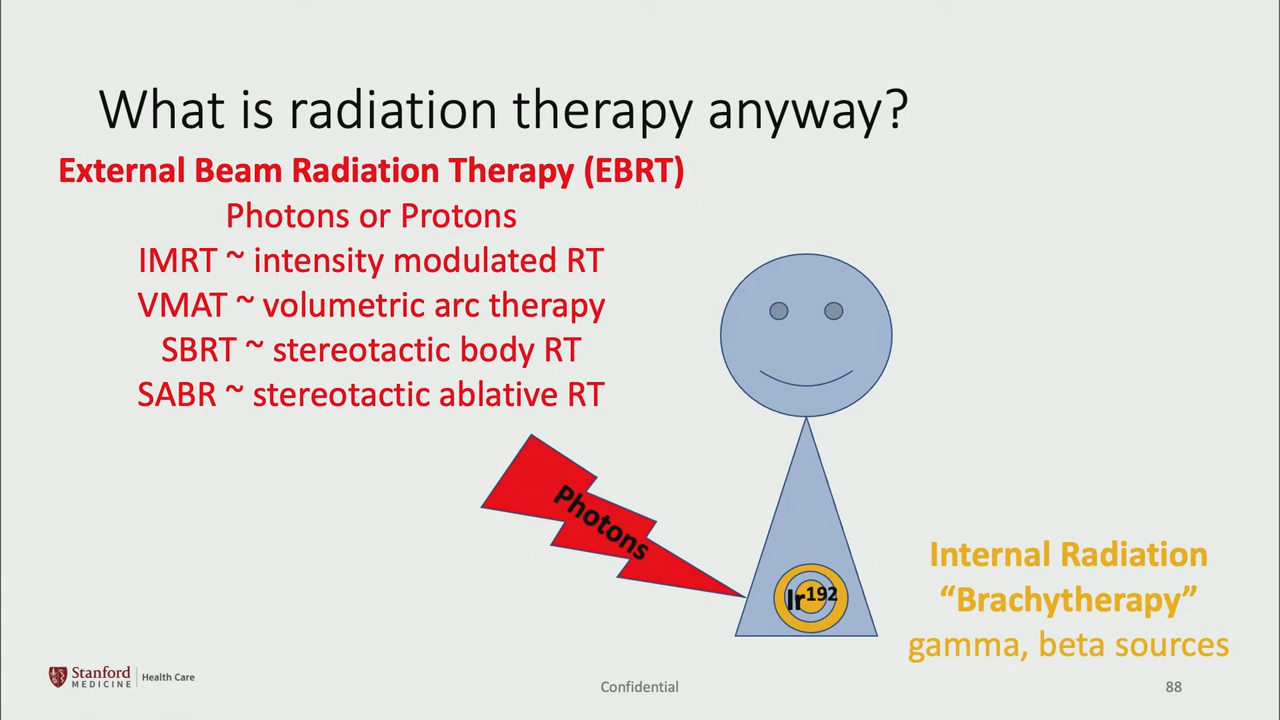 What is radiation therapy anyway?
External Beam Radiation Therapy (EBRT)
Photons or Protons
IMRT ~ intensity modulated RT
VMAT ~ volumetric arc therapy
SBRT ~ stereotactic body RT
SABR ~ stereotactic ablative RT
Photons
Ir192
Internal Radiation
“Brachytherapy”
gamma, beta sources
Stanford
MEDICINE
Health Care
Confidential
88